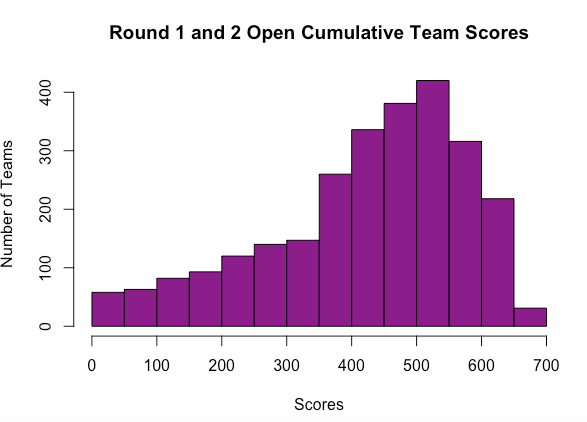 Round 1 and 2 Open Cumulative Team Scores
Number of Teams
400
300
200
100
0
0 100 200 300 400 500 600 700
Scores